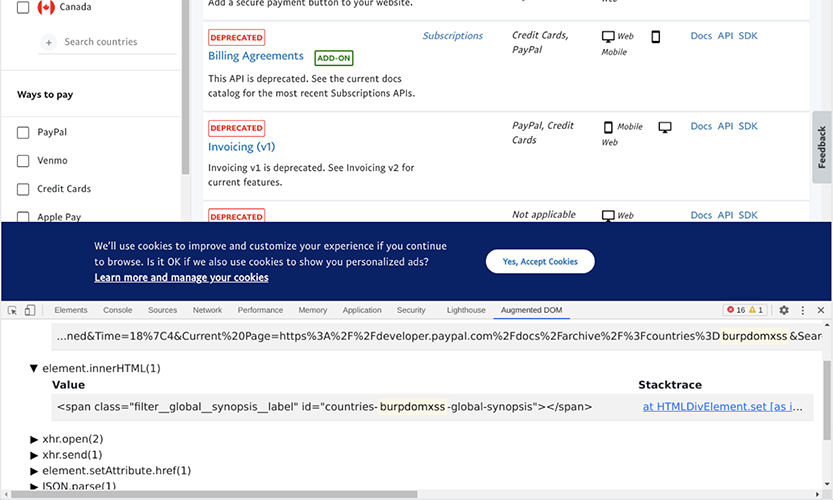 Canada
+ Search countries
Ways to pay
PayPal
Venmo
Credit Cards
Apple Pay
Add a secure payment button to your website.
Web
DEPRECATED
Billing Agreements ADD-ON
This API is deprecated. See the current docs
catalog for the most recent Subscriptions APIs.
Subscriptions
Credit Cards,
PayPal
Web
Mobile
Docs API SDK
DEPRECATED
Invoicing (v1)
Invoicing v1 is deprecated. See Invoicing v2 for
current features.
PayPal, Credit
Cards
Mobile
Web
Docs API SDK
DEPRECATED
Not applicable
Web
Docs API SDK
Feedback
We'll use cookies to improve and customize your experience if you continue
to browse. Is it OK if we also use cookies to show you personalized ads?
Learn more and manage your cookies
Yes, Accept Cookies
Elements Console Sources Network Performance Memory Application Security Lighthouse Augmented DOM 16 1
...ned&Time=18%7C4&Current%20Page=https%3A%2F%2Fdeveloper.paypal.com%2Fdocs%2Farchive%2F%3Fcountries%3Dburpdomxss&Sear
▼ element.innerHTML(1)
Value Stacktrace
<span class="filter__global__synopsis__label" id="countries-burpdomxss-global-synopsis"></span> at HTMLDivElement.set [as i...
▶ xhr.open(2)
▶ xhr.send(1)
▶ element.setAttribute.href(1)
▶ JSON.parse(1)